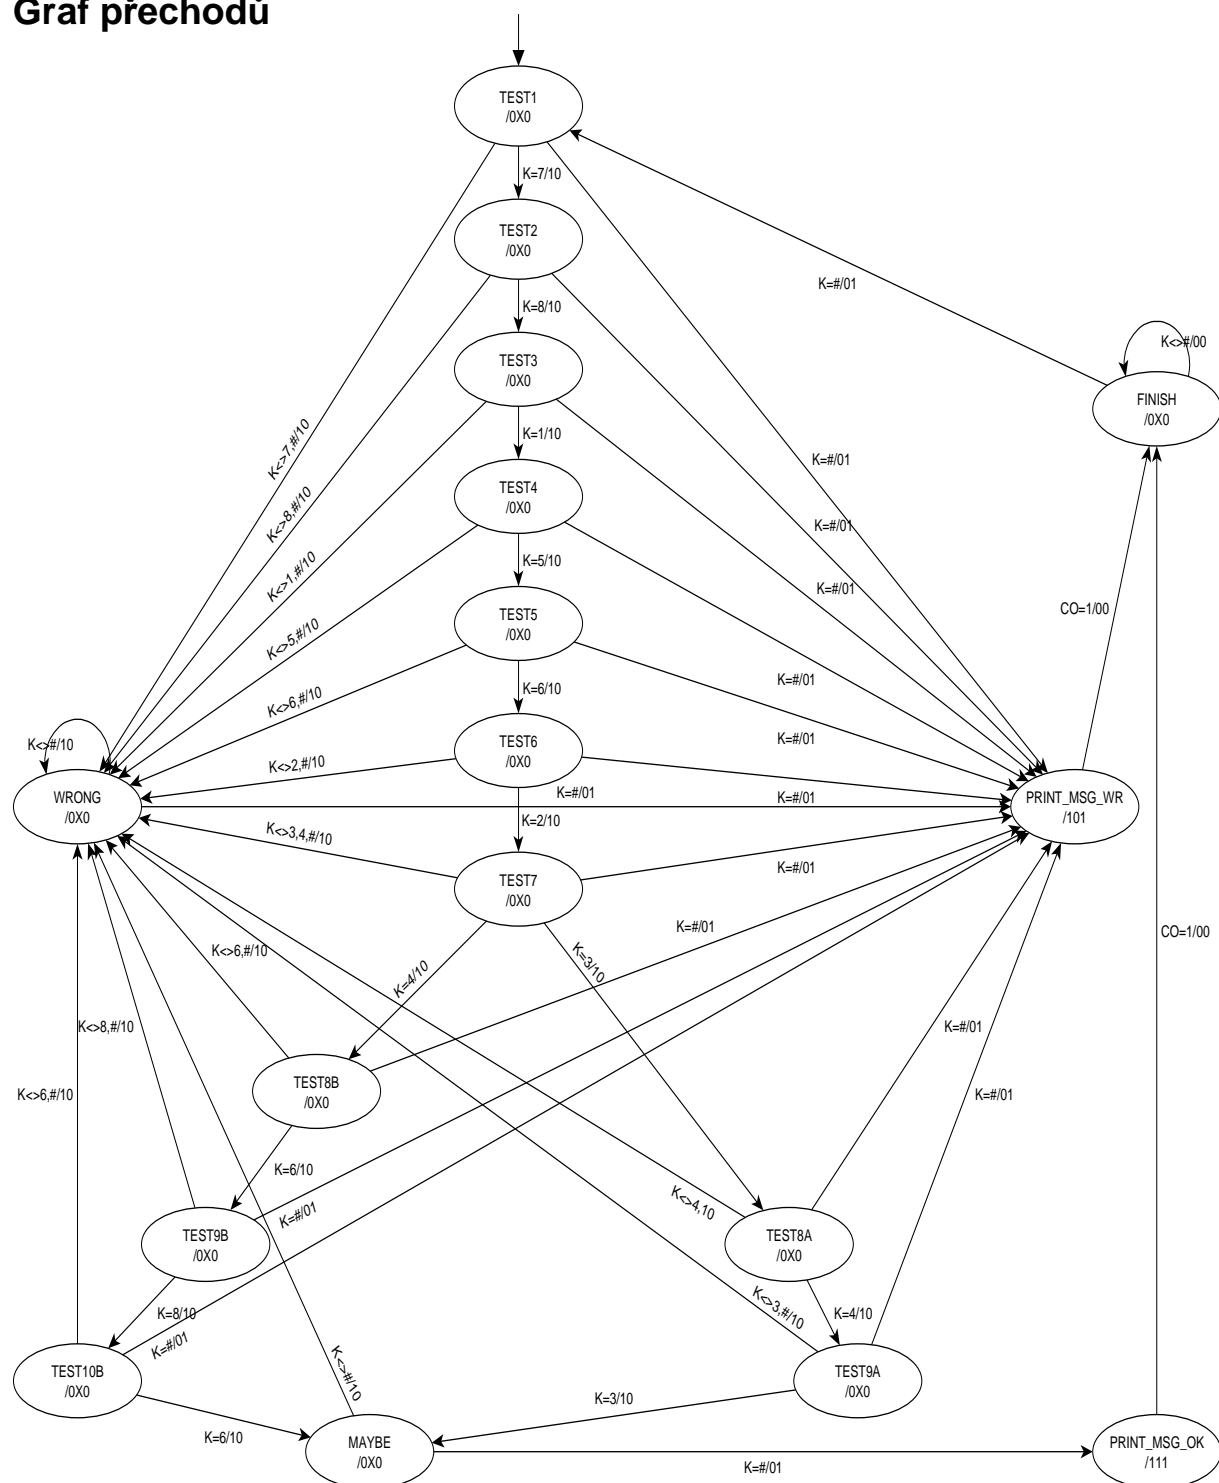 Graf přechodů
TEST1
/0X0
K=7/10
TEST2
/0X0
K=#/01
K=8/10
K<>#/00
TEST3
/0X0
FINISH
/0X0
K<>7,#/10
K=1/10
K=#/01
TEST4
/0X0
K<>8,#/10
K=#/01
K<>1,#/10
K=5/10
K=#/01
TEST5
/0X0
CO=1/00
K<>5,#/10
K<>6,#/10
K=6/10
K=#/01
TEST6
/0X0
K=#/01
K<>#/10
K<>2,#/10
WRONG
/0X0
K=#/01
K=#/01
PRINT_MSG_WR
/101
K<>3,4,#/10
K=2/10
TEST7
/0X0
K=#/01
K<>6,#/10
K=4/10
K=3/10
K=#/01
CO=1/00
K<>8,#/10
K=#/01
TEST8B
/0X0
K<>6,#/10
K=#/01
K=6/10
K<>4,10
K=#/01
TEST9B
/0X0
TEST8A
/0X0
K=8/10
K<>3,#/10
K=4/10
K=#/01
TEST10B
/0X0
K<>#/10
TEST9A
/0X0
K=3/10
K=6/10
MAYBE
/0X0
K=#/01
PRINT_MSG_OK
/111